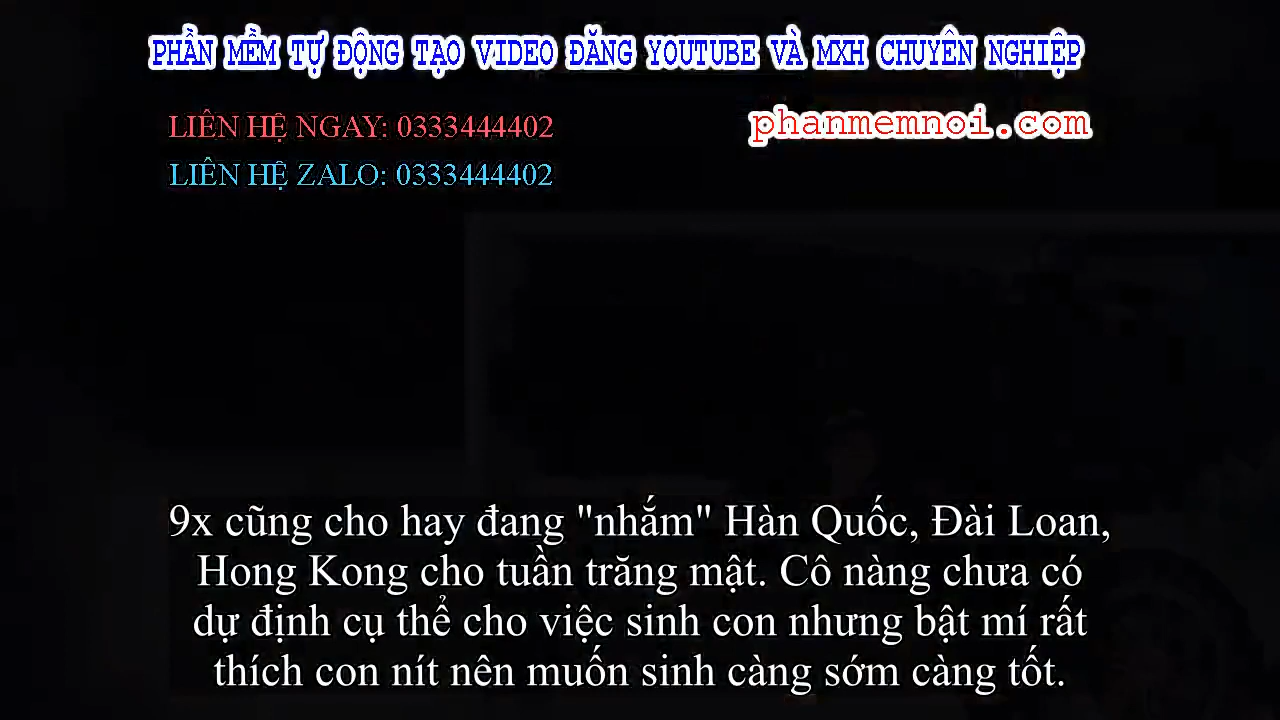 PHẦN MỀM TỰ ĐỘNG TẠO VIDEO ĐĂNG YOUTUBE VÀ MXH CHUYÊN NGHIỆP
LIÊN HỆ NGAY: 0333444402
phanmemnoi.com
LIÊN HỆ ZALO: 0333444402
9x cũng cho hay đang "nhắm" Hàn Quốc, Đài Loan,
Hong Kong cho tuần trăng mật. Cô nàng chưa có
dự định cụ thể cho việc sinh con nhưng bật mí rất
thích con nít nên muốn sinh càng sớm càng tốt.